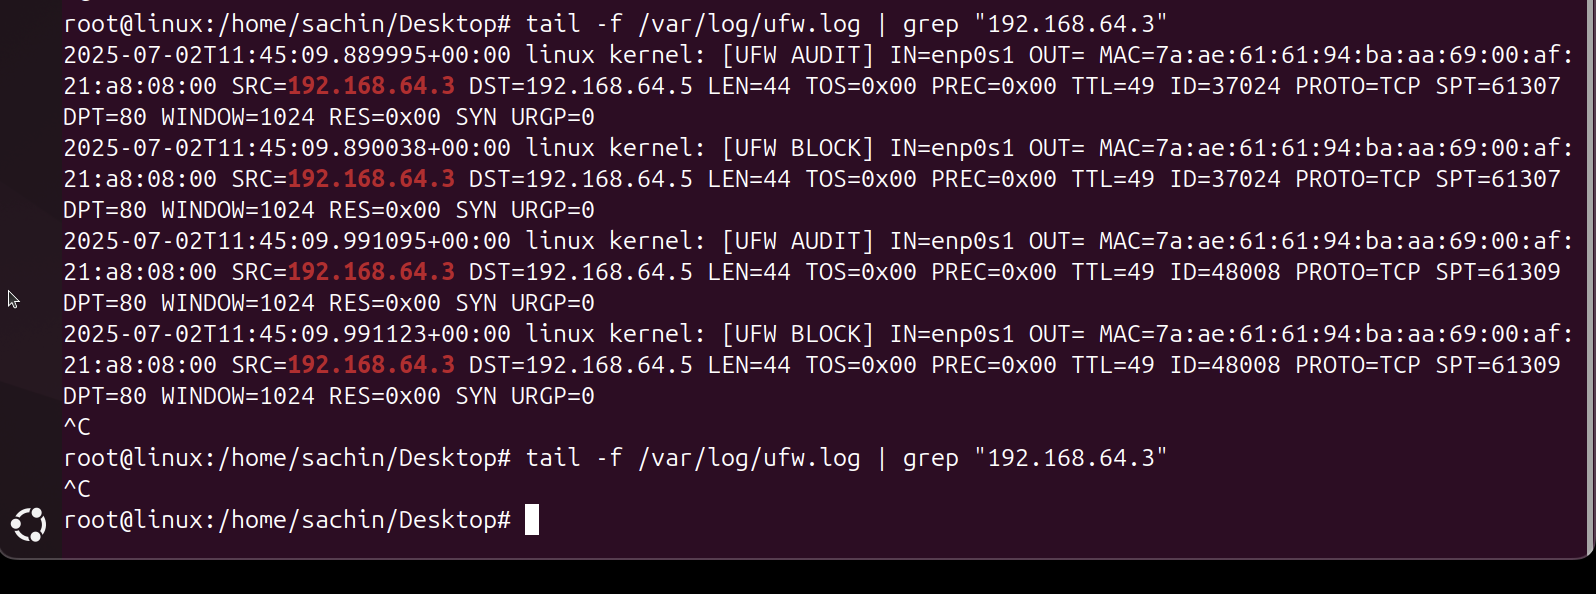 root@linux:/home/sachin/Desktop# tail -f /var/log/ufw.log | grep "192.168.64.3"
2025-07-02T11:45:09.889995+00:00 linux kernel: [UFW AUDIT] IN=enp0s1 OUT= MAC=7a:ae:61:61:94:ba:aa:69:00:af:
21:a8:08:00 SRC=192.168.64.3 DST=192.168.64.5 LEN=44 TOS=0x00 PREC=0x00 TTL=49 ID=37024 PROTO=TCP SPT=61307
DPT=80 WINDOW=1024 RES=0x00 SYN URGP=0
2025-07-02T11:45:09.890038+00:00 linux kernel: [UFW BLOCK] IN=enp0s1 OUT= MAC=7a:ae:61:61:94:ba:aa:69:00:af:
21:a8:08:00 SRC=192.168.64.3 DST=192.168.64.5 LEN=44 TOS=0x00 PREC=0x00 TTL=49 ID=37024 PROTO=TCP SPT=61307
DPT=80 WINDOW=1024 RES=0x00 SYN URGP=0
2025-07-02T11:45:09.991095+00:00 linux kernel: [UFW AUDIT] IN=enp0s1 OUT= MAC=7a:ae:61:61:94:ba:aa:69:00:af:
21:a8:08:00 SRC=192.168.64.3 DST=192.168.64.5 LEN=44 TOS=0x00 PREC=0x00 TTL=49 ID=48008 PROTO=TCP SPT=61309
DPT=80 WINDOW=1024 RES=0x00 SYN URGP=0
2025-07-02T11:45:09.991123+00:00 linux kernel: [UFW BLOCK] IN=enp0s1 OUT= MAC=7a:ae:61:61:94:ba:aa:69:00:af:
21:a8:08:00 SRC=192.168.64.3 DST=192.168.64.5 LEN=44 TOS=0x00 PREC=0x00 TTL=49 ID=48008 PROTO=TCP SPT=61309
DPT=80 WINDOW=1024 RES=0x00 SYN URGP=0
^C
root@linux:/home/sachin/Desktop# tail -f /var/log/ufw.log | grep "192.168.64.3"
^C
root@linux:/home/sachin/Desktop#